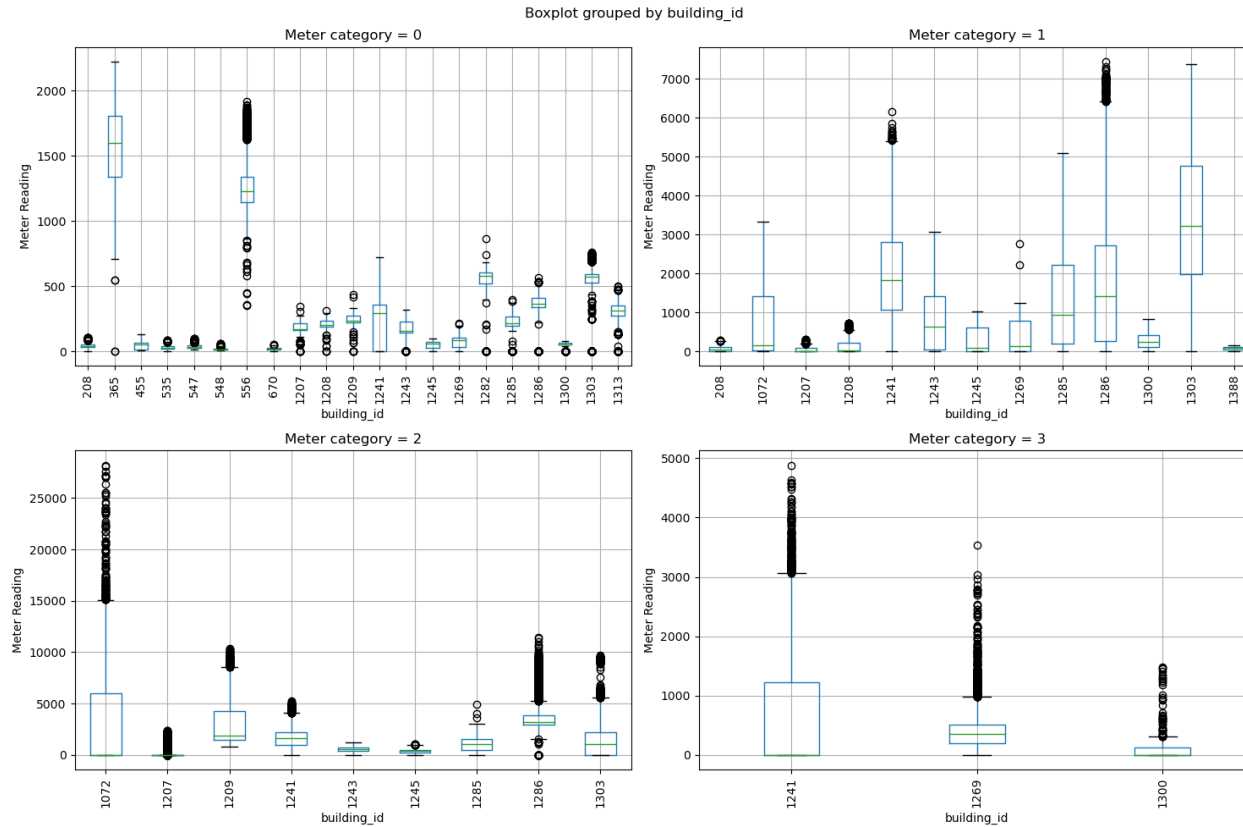 Boxplot grouped by building_id
Meter category = 0
Meter Reading
2000
1500
1000
500
0
208 365 455 535 547 548 556 670 1207 1208 1209 1241 1243 1245 1269 1282 1285 1286 1300 1303 1313
building_id
Meter category = 1
Meter Reading
7000
6000
5000
4000
3000
2000
1000
0
208 1072 1207 1208 1241 1243 1245 1269 1285 1286 1300 1303 1388
building_id
Meter category = 2
Meter Reading
25000
20000
15000
10000
5000
0
1072 1207 1209 1241 1243 1245 1285 1286 1303
building_id
Meter category = 3
Meter Reading
5000
4000
3000
2000
1000
0
1241 1269 1300
building_id